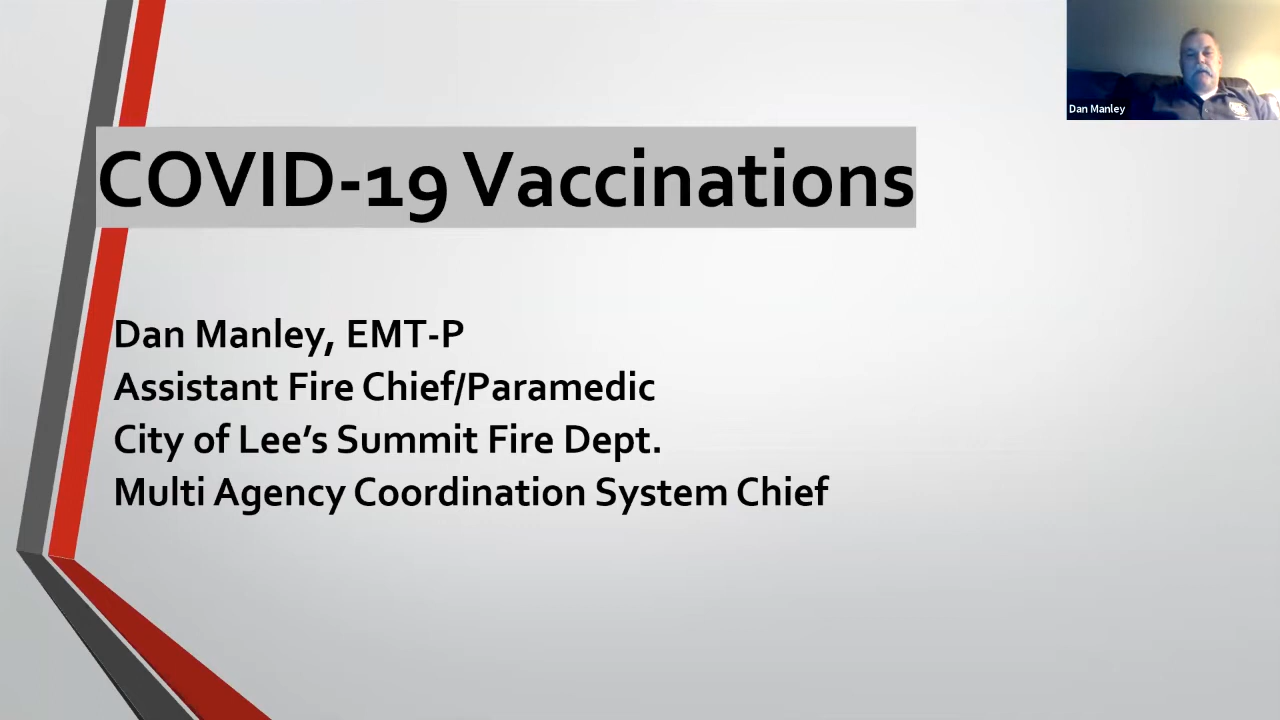 Dan Manley
COVID-19 Vaccinations
Dan Manley, EMT-P
Assistant Fire Chief/Paramedic
City of Lee’s Summit Fire Dept.
Multi Agency Coordination System Chief